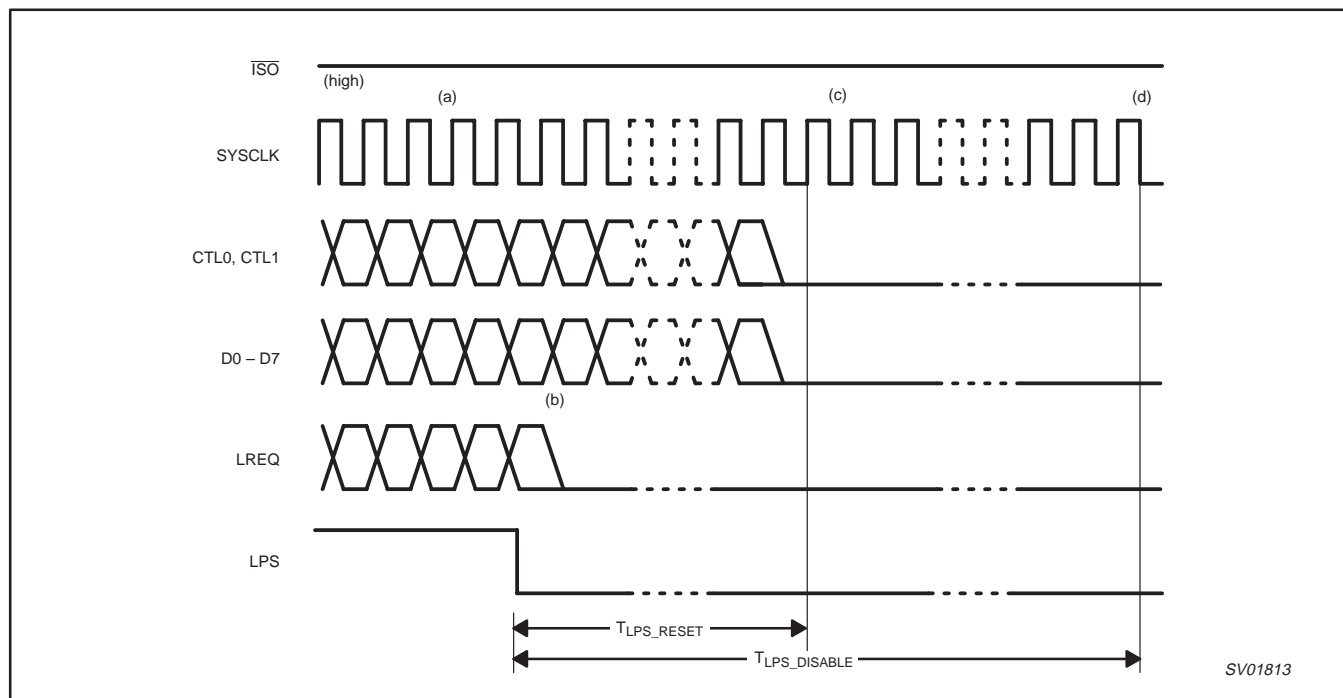 ISO
(high)
(a)
(c)
(d)
SYSCLK
CTL0, CTL1
D0 – D7
(b)
LREQ
LPS
TLPS_RESET
TLPS_DISABLE
SV01813